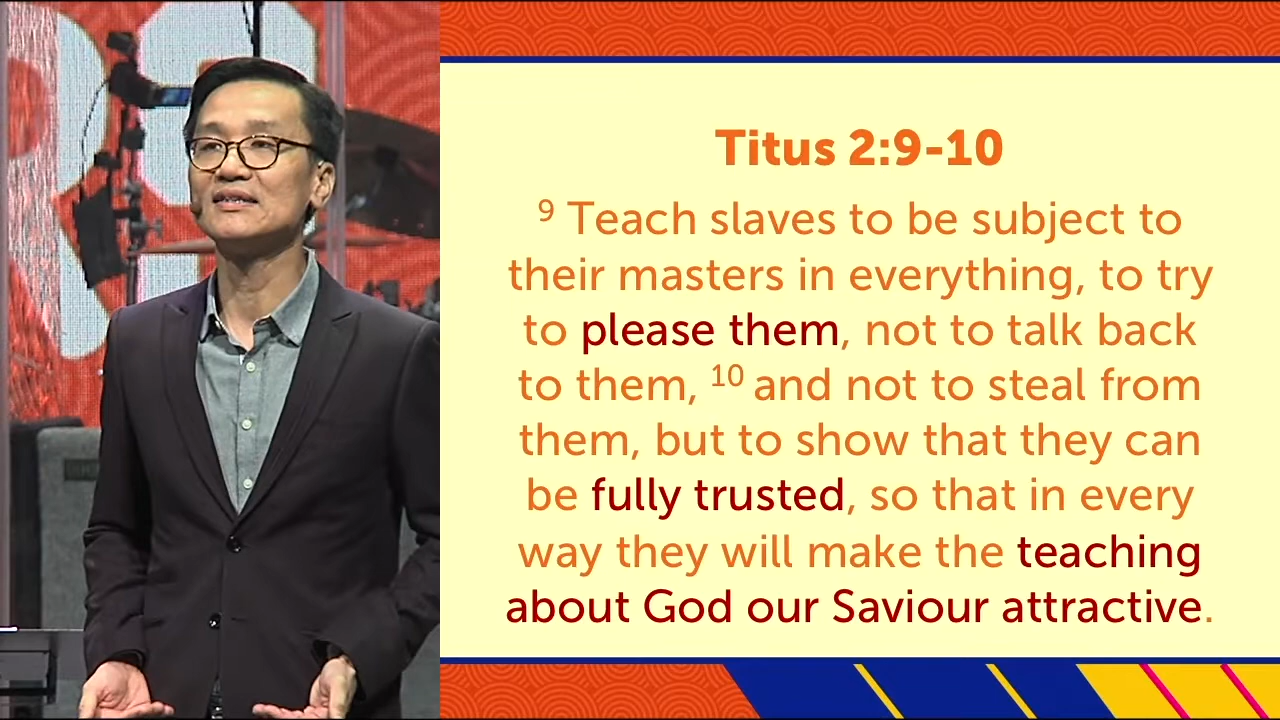 Titus 2:9-10
⁹ Teach slaves to be subject to
their masters in everything, to try
to please them, not to talk back
to them, ¹⁰ and not to steal from
them, but to show that they can
be fully trusted, so that in every
way they will make the teaching
about God our Saviour attractive.